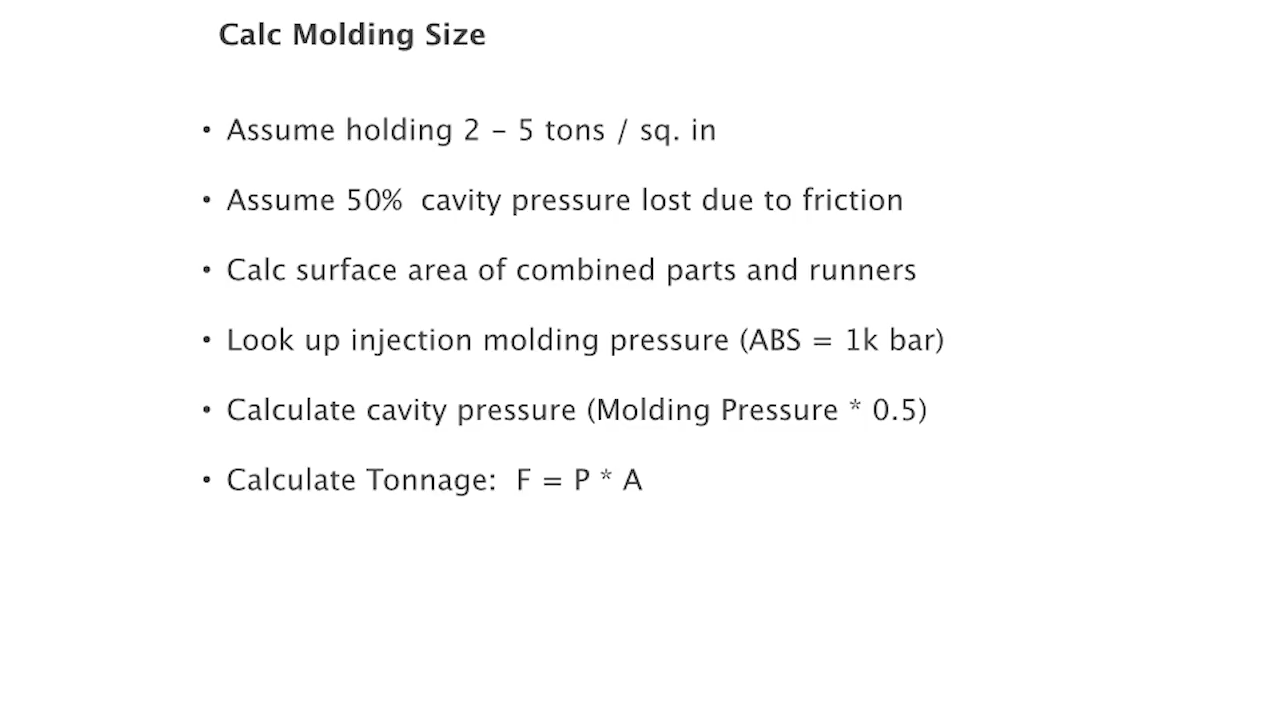 Calc Molding Size
• Assume holding 2 – 5 tons / sq. in
• Assume 50%  cavity pressure lost due to friction
• Calc surface area of combined parts and runners
• Look up injection molding pressure (ABS = 1k bar)
• Calculate cavity pressure (Molding Pressure * 0.5)
• Calculate Tonnage:  F = P * A